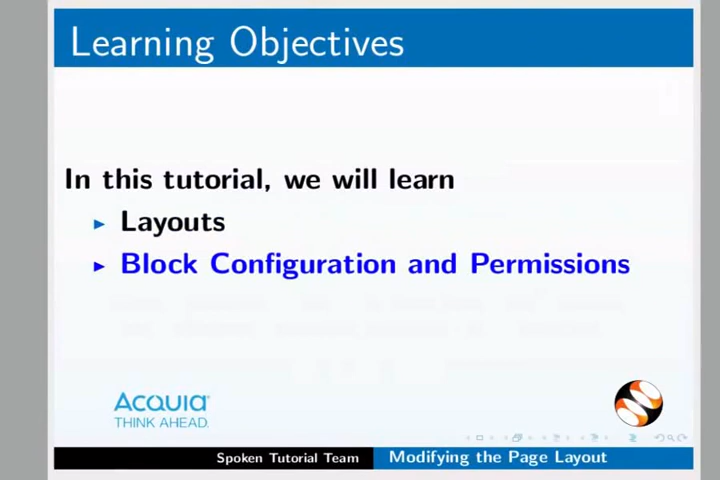 Learning Objectives
In this tutorial, we will learn
Layouts
Block Configuration and Permissions
ACQUIA
THINK AHEAD.
Spoken Tutorial Team
Modifying the Page Layout